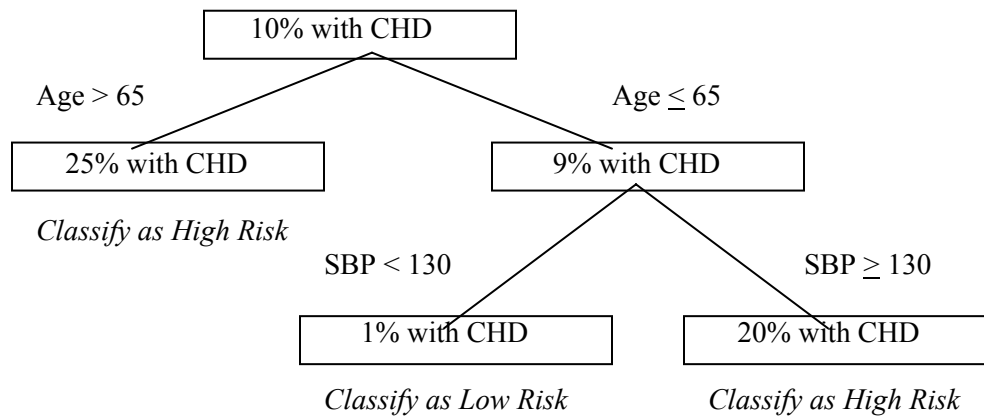 10% with CHD
Age > 65
Age ≤ 65
25% with CHD
9% with CHD
Classify as High Risk
SBP < 130
SBP ≥ 130
1% with CHD
20% with CHD
Classify as Low Risk
Classify as High Risk